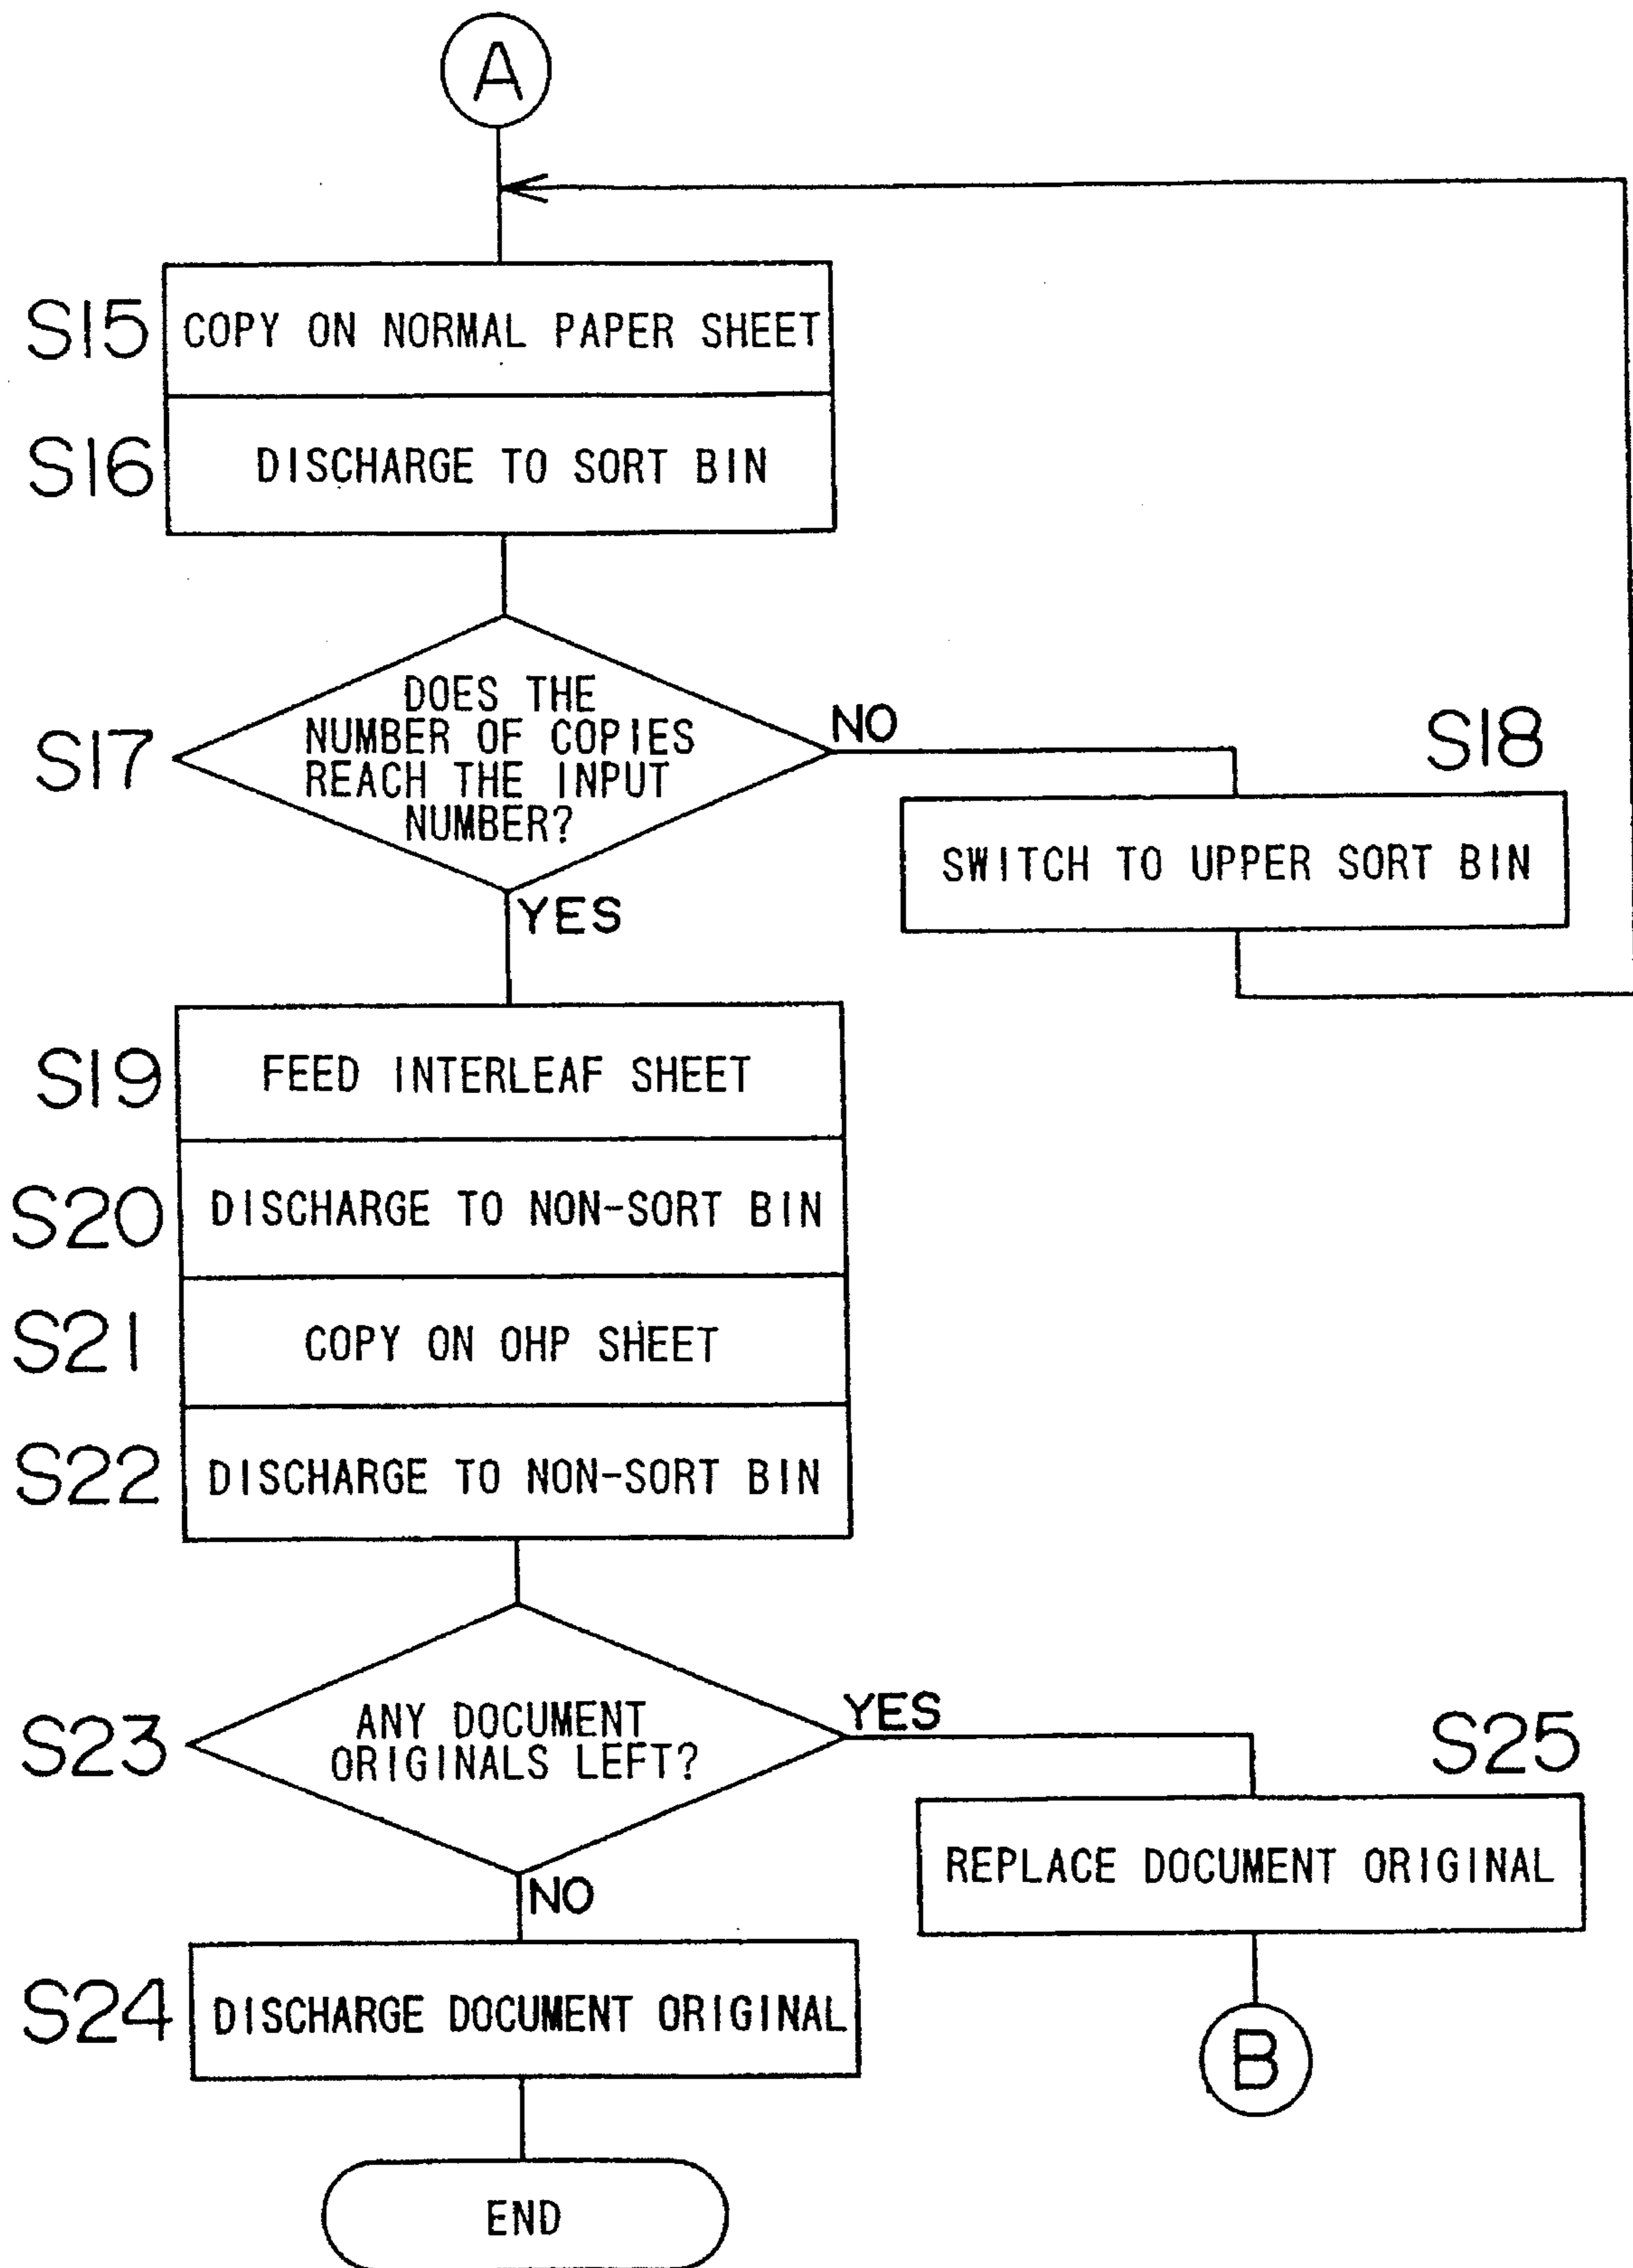 A
S15
COPY ON NORMAL PAPER SHEET
S16
DISCHARGE TO SORT BIN
S17
DOES THE
NUMBER OF COPIES
REACH THE INPUT
NUMBER?
NO
S18
SWITCH TO UPPER SORT BIN
YES
S19
FEED INTERLEAF SHEET
S20
DISCHARGE TO NON-SORT BIN
S21
COPY ON OHP SHEET
S22
DISCHARGE TO NON-SORT BIN
S23
ANY DOCUMENT
ORIGINALS LEFT?
YES
S25
REPLACE DOCUMENT ORIGINAL
NO
S24
DISCHARGE DOCUMENT ORIGINAL
B
END